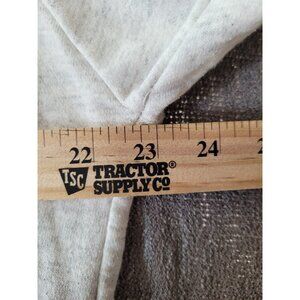 22 23 24
TSC TRACTOR®
SUPPLY CO